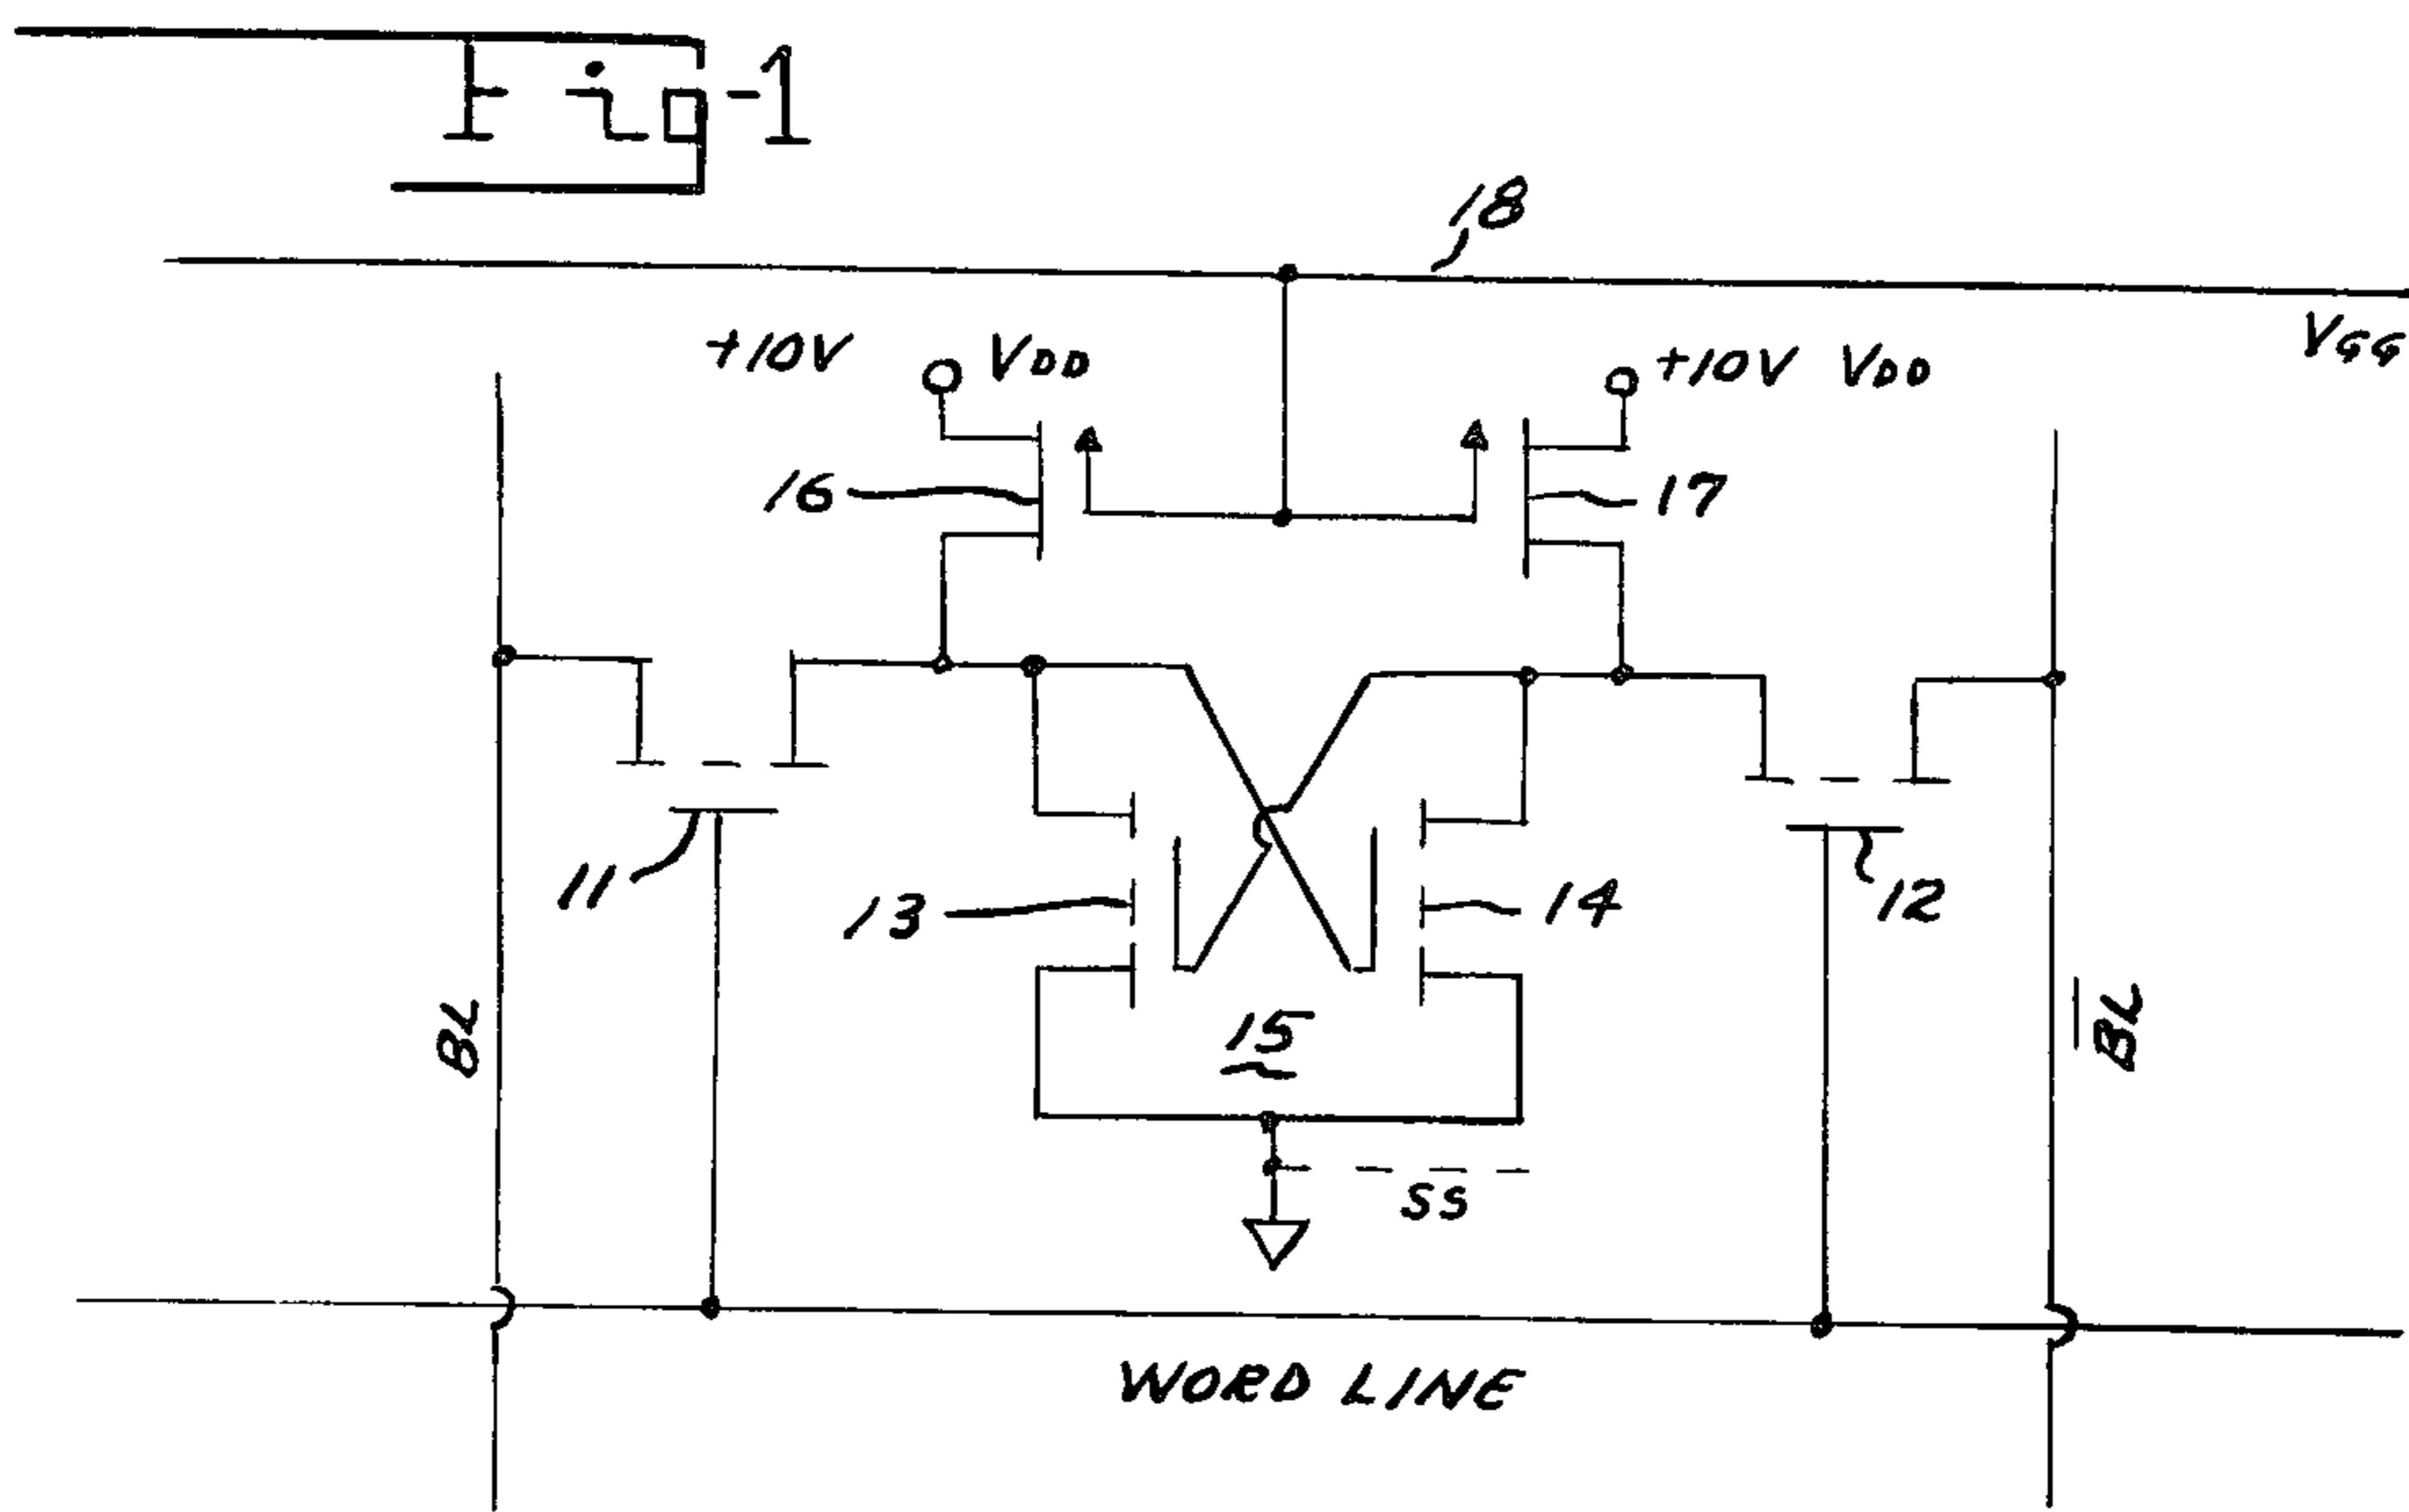 Fig-1
18
+10V VDD
+10V VDD
VGG
16
17
11
13
14
12
BL
15
B̅L̅
SS
WORD LINE